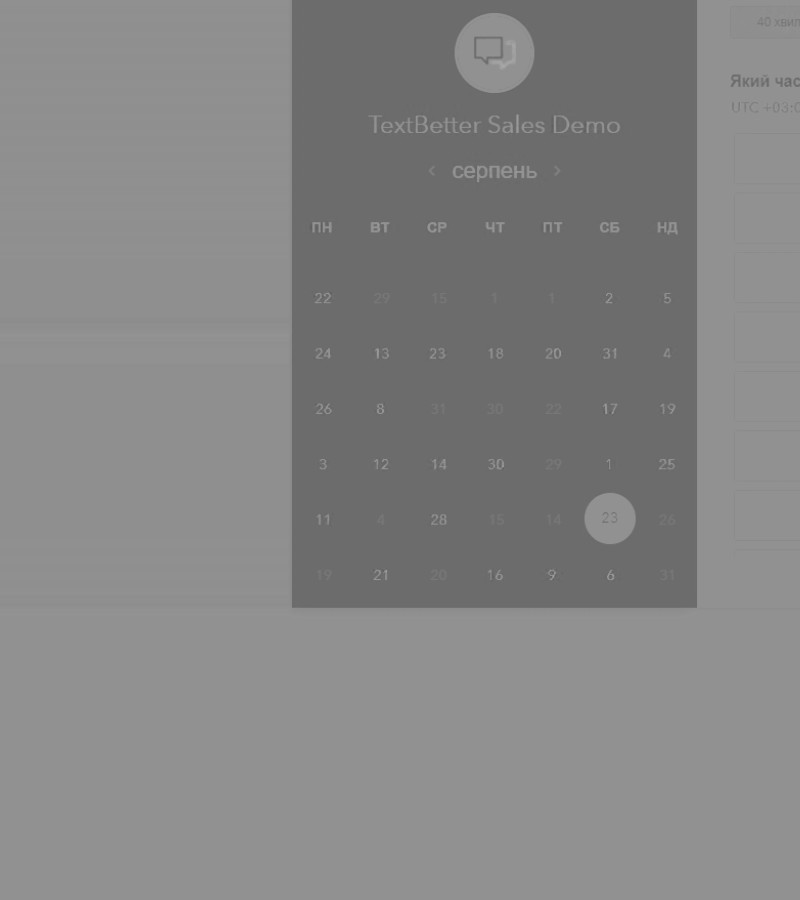 40 хвил
Який час
UTC +03:0
TextBetter Sales Demo
серпень
ПН ВТ СР ЧТ ПТ СБ НД
22 29 15 1 1 2 5
24 13 23 18 20 31 4
26 8 31 30 22 17 19
3 12 14 30 29 1 25
11 4 28 15 14 23 26
19 21 20 16 9 6 31